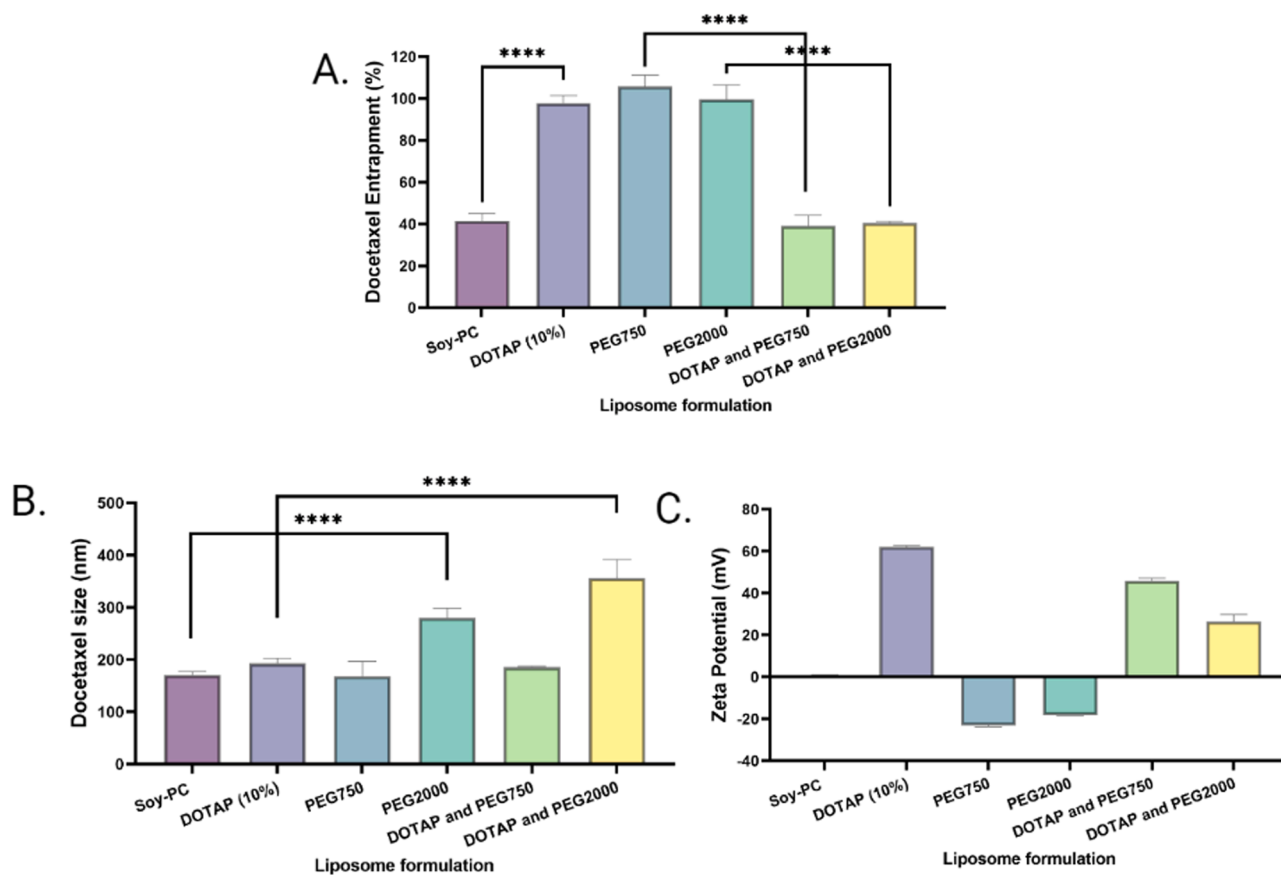 A.
Docetaxel Entrapment (%)
120
100
80
60
40
20
0
****
****
****
Soy-PC
DOTAP (10%)
PEG750
PEG2000
DOTAP and PEG750
DOTAP and PEG2000
Liposome formulation
B.
Docetaxel size (nm)
500
400
300
200
100
0
****
****
Soy-PC
DOTAP (10%)
PEG750
PEG2000
DOTAP and PEG750
DOTAP and PEG2000
Liposome formulation
C.
Zeta Potential (mV)
80
60
40
20
0
-20
-40
Soy-PC
DOTAP (10%)
PEG750
PEG2000
DOTAP and PEG750
DOTAP and PEG2000
Liposome formulation